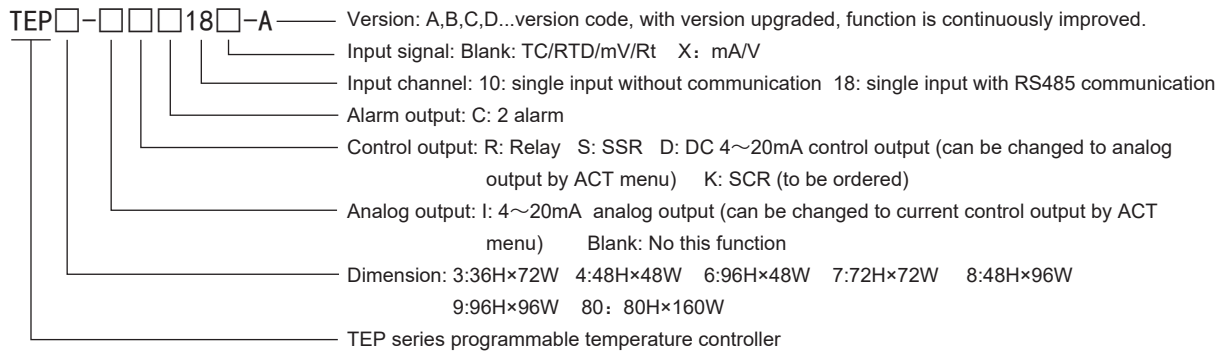 TEP□-□□□18□-A Version: A,B,C,D...version code, with version upgraded, function is continuously improved.
Input signal: Blank: TC/RTD/mV/Rt X：mA/V
Input channel: 10: single input without communication 18: single input with RS485 communication
Alarm output: C: 2 alarm
Control output: R: Relay S: SSR D: DC 4～20mA control output (can be changed to analog
output by ACT menu) K: SCR (to be ordered)
Analog output: I: 4～20mA analog output (can be changed to current control output by ACT
menu) Blank: No this function
Dimension: 3:36H×72W 4:48H×48W 6:96H×48W 7:72H×72W 8:48H×96W
9:96H×96W 80：80H×160W
TEP series programmable temperature controller